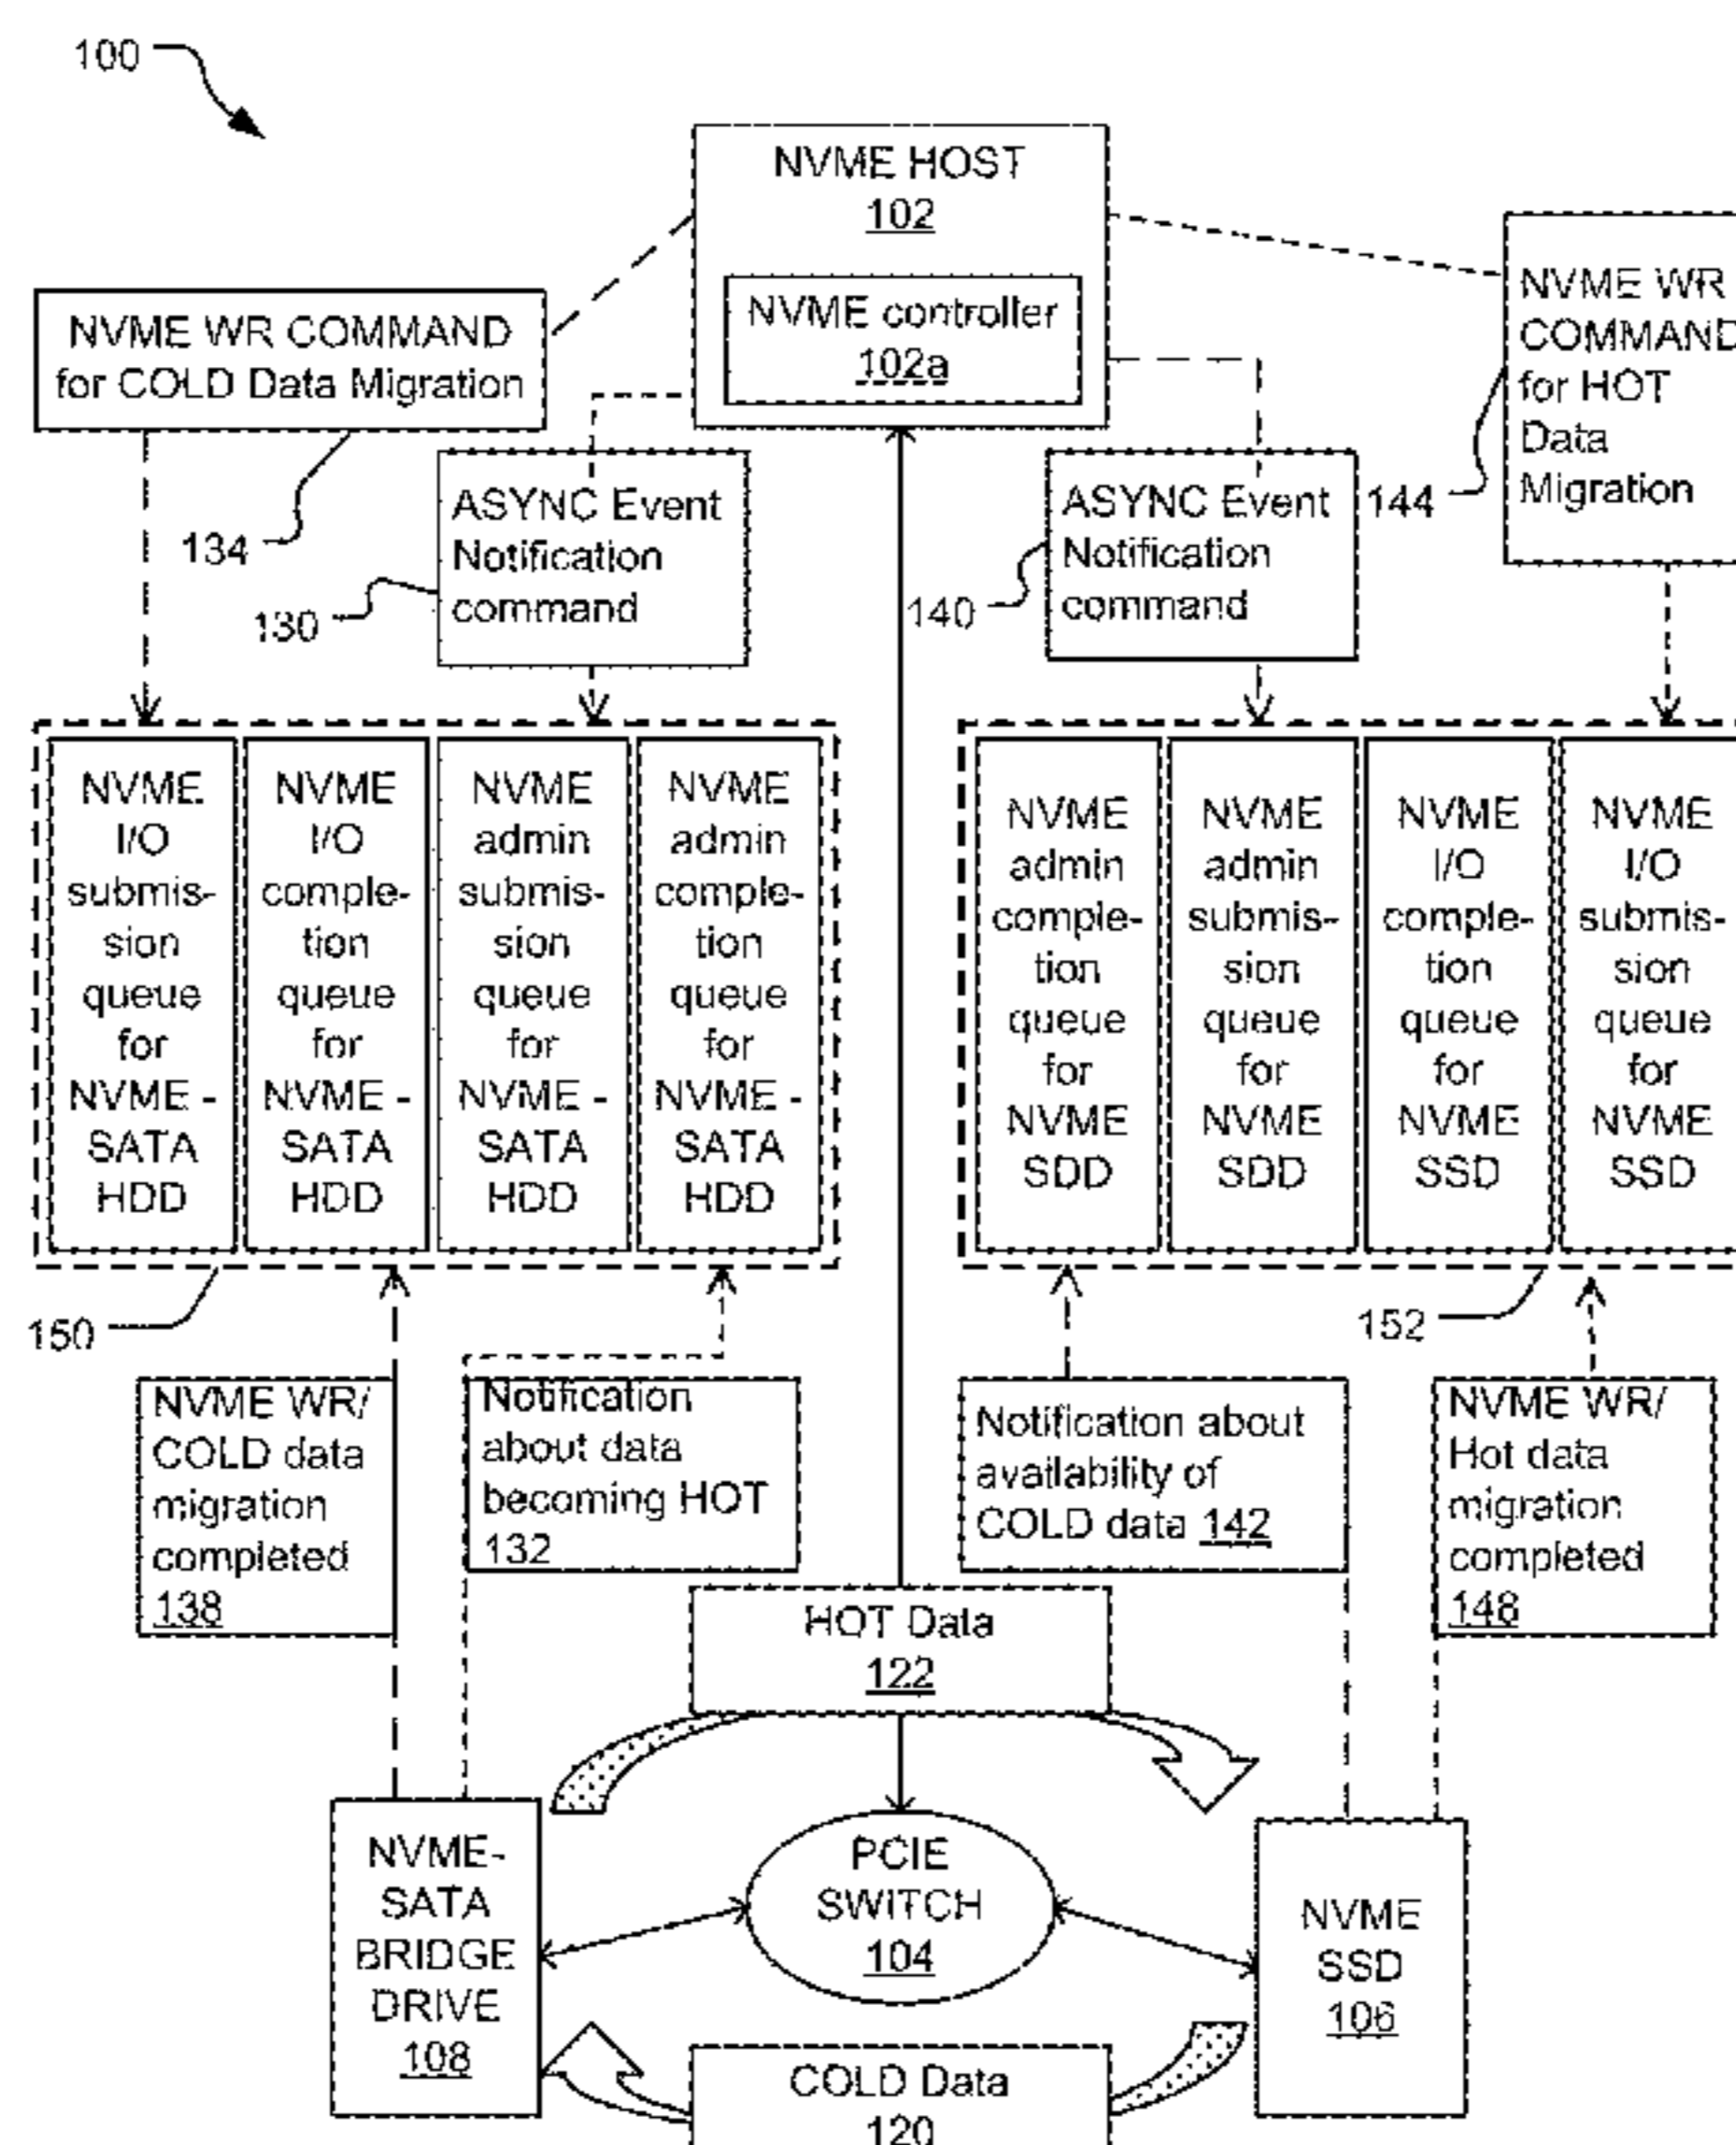 100
NVME HOST
102
NVME controller
102a
NVME WR COMMAND
for COLD Data Migration
134
ASYNC Event
Notification
command
130
ASYNC Event
Notification
command
140
NVME WR
COMMAND
for HOT
Data
Migration
144
NVME
I/O
submis-
sion
queue
for
NVME -
SATA
HDD
NVME
I/O
comple-
tion
queue
for
NVME -
SATA
HDD
NVME
admin
submis-
sion
queue
for
NVME -
SATA
HDD
NVME
admin
comple-
tion
queue
for
NVME -
SATA
HDD
150
NVME
admin
comple-
tion
queue
for
NVME
SDD
NVME
admin
submis-
sion
queue
for
NVME
SDD
NVME
I/O
comple-
tion
queue
for
NVME
SSD
NVME
I/O
submis-
sion
queue
for
NVME
SSD
152
NVME WR/
COLD data
migration
completed
138
Notification
about data
becoming HOT
132
Notification about
availability of
COLD data 142
NVME WR/
Hot data
migration
completed
148
HOT Data
122
NVME-
SATA
BRIDGE
DRIVE
108
PCIE
SWITCH
104
NVME
SSD
106
COLD Data
120